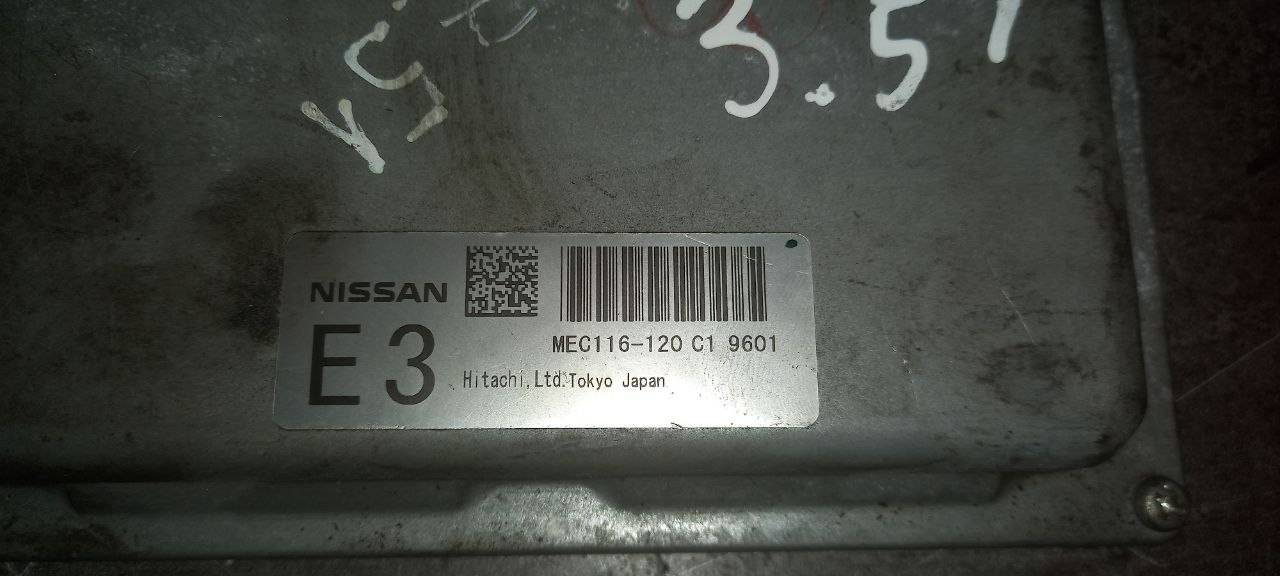 3.5
NISSAN
E3
MEC116-120 C1 9601
Hitachi,Ltd.Tokyo Japan